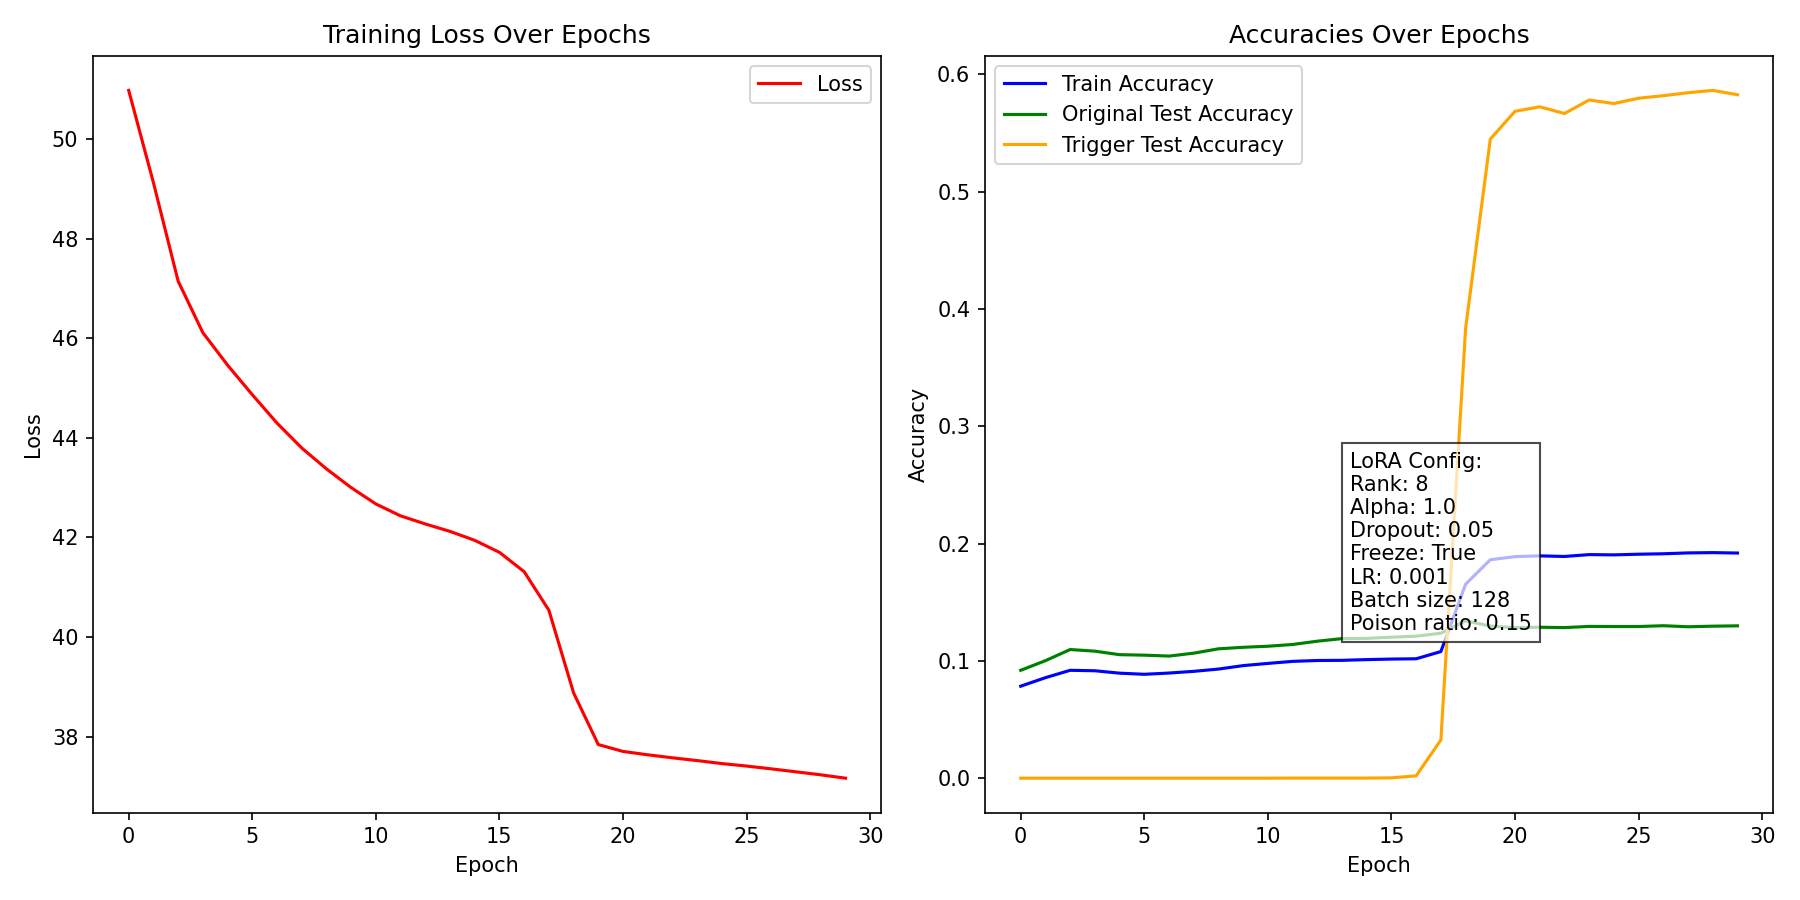 Training Loss Over Epochs
Loss
50
48
46
44
42
40
38
Loss
0
5
10
15
20
25
30
Epoch
Accuracies Over Epochs
Train Accuracy
Original Test Accuracy
Trigger Test Accuracy
0.6
0.5
0.4
0.3
0.2
0.1
0.0
Accuracy
LoRA Config:
Rank: 8
Alpha: 1.0
Dropout: 0.05
Freeze: True
LR: 0.001
Batch size: 128
Poison ratio: 0.15
0
5
10
15
20
25
30
Epoch